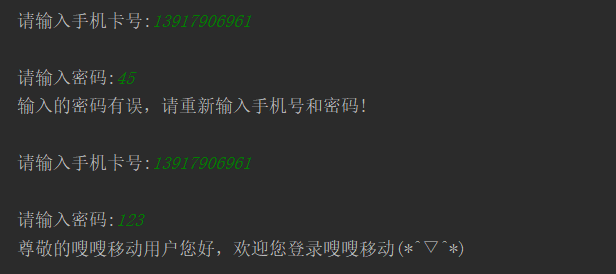 请输入手机卡号:13917906961
请输入密码:45
输入的密码有误，请重新输入手机号和密码!
请输入手机卡号:13917906961
请输入密码:123
尊敬的嗖嗖移动用户您好，欢迎您登录嗖嗖移动(*^▽^*)